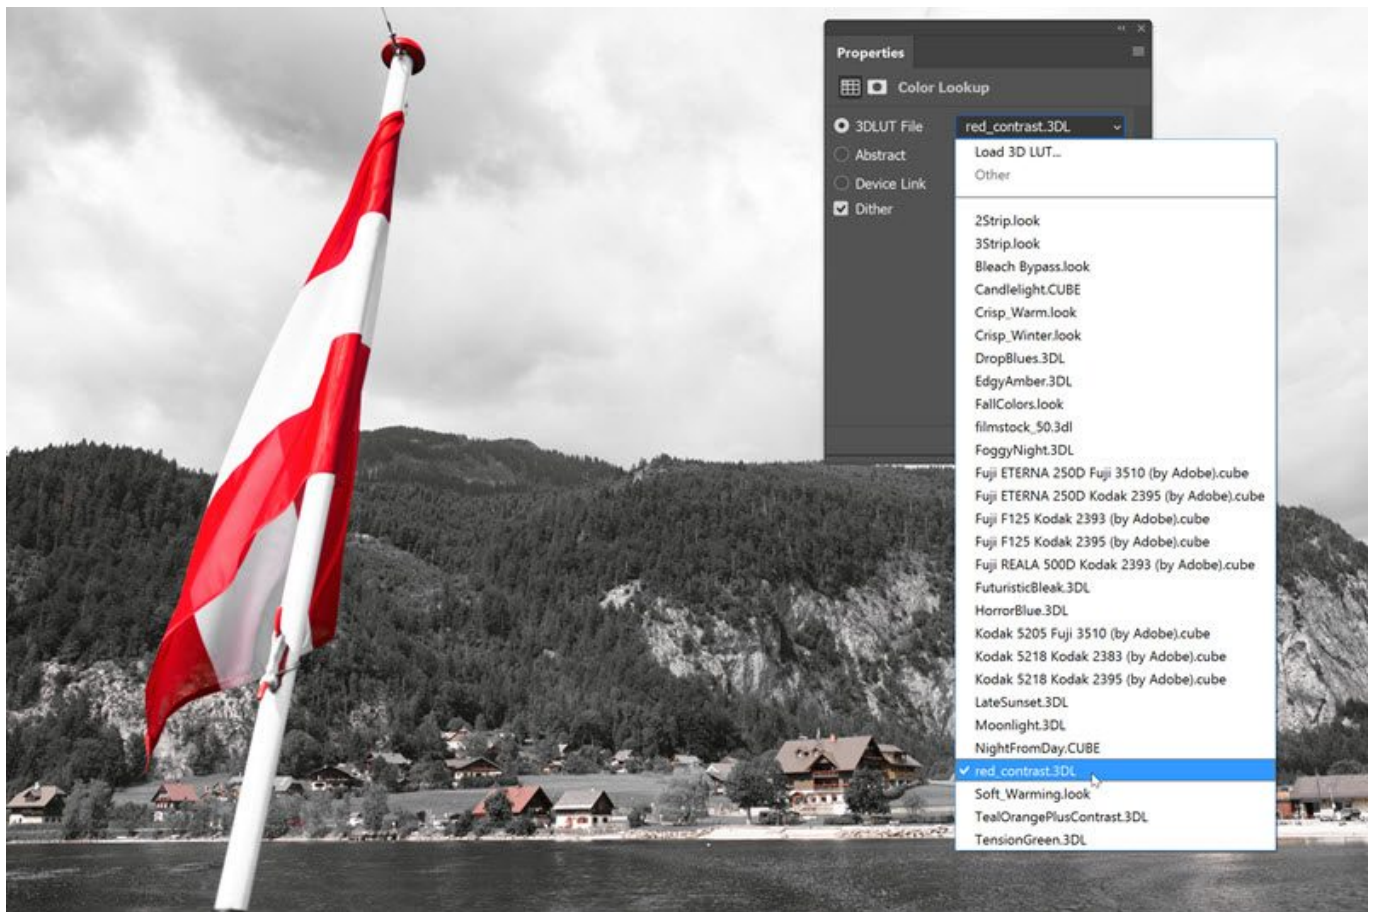 Properties
Color Lookup
3DLUT File
red_contrast.3DL
Abstract
Device Link
Dither
Load 3D LUT...
Other
2Strip.look
3Strip.look
Bleach Bypass.look
Candlelight.CUBE
Crisp_Warm.look
Crisp_Winter.look
DropBlues.3DL
EdgyAmber.3DL
FallColors.look
filmstock_50.3dl
FoggyNight.3DL
Fuji ETERNA 250D Fuji 3510 (by Adobe).cube
Fuji ETERNA 250D Kodak 2395 (by Adobe).cube
Fuji F125 Kodak 2393 (by Adobe).cube
Fuji F125 Kodak 2395 (by Adobe).cube
Fuji REALA 500D Kodak 2393 (by Adobe).cube
FuturisticBleak.3DL
HorrorBlue.3DL
Kodak 5205 Fuji 3510 (by Adobe).cube
Kodak 5218 Kodak 2383 (by Adobe).cube
Kodak 5218 Kodak 2395 (by Adobe).cube
LateSunset.3DL
Moonlight.3DL
NightFromDay.CUBE
red_contrast.3DL
Soft_Warming.look
TealOrangePlusContrast.3DL
TensionGreen.3DL